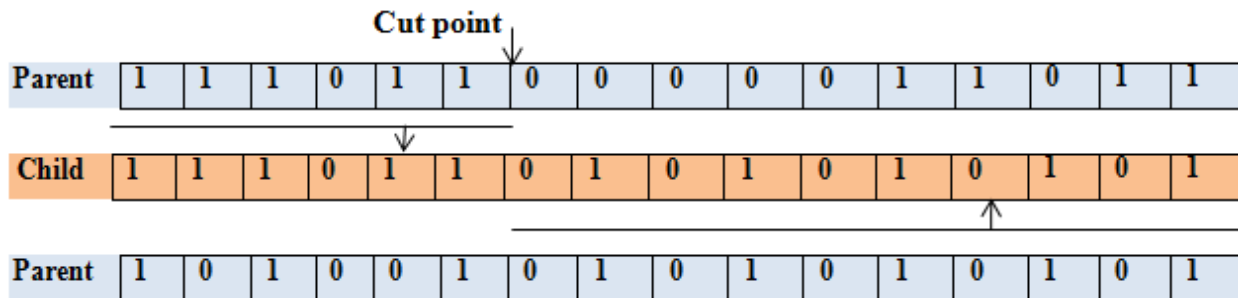 Cut point
Parent 1 1 1 0 1 1 0 0 0 0 0 1 1 0 1 1
Child 1 1 1 0 1 1 0 1 0 1 0 1 0 1 0 1
Parent 1 0 1 0 0 1 0 1 0 1 0 1 0 1 0 1